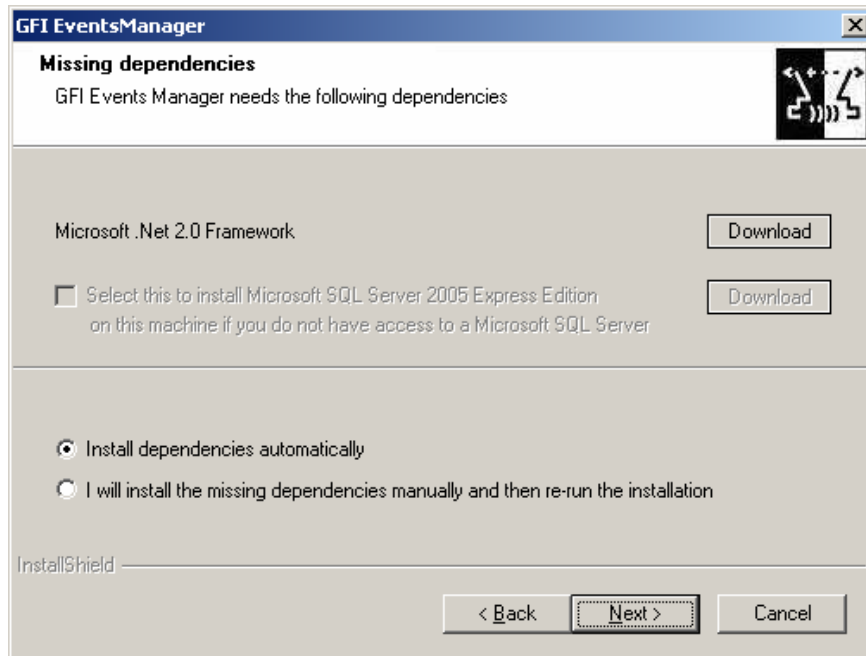 GFI EventsManager
Missing dependencies
GFI Events Manager needs the following dependencies
Microsoft .Net 2.0 Framework
Download
Select this to install Microsoft SQL Server 2005 Express Edition
on this machine if you do not have access to a Microsoft SQL Server
Download
Install dependencies automatically
I will install the missing dependencies manually and then re-run the installation
InstallShield
< Back
Next >
Cancel